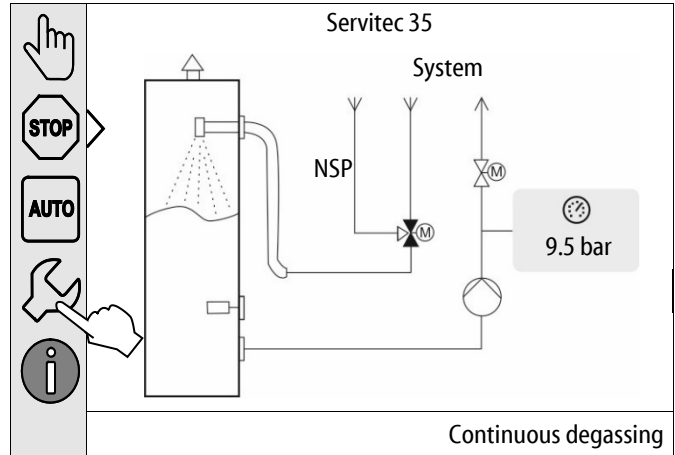 Servitec 35
System
STOP
NSP
M
AUTO
M
9.5 bar
i
Continuous degassing